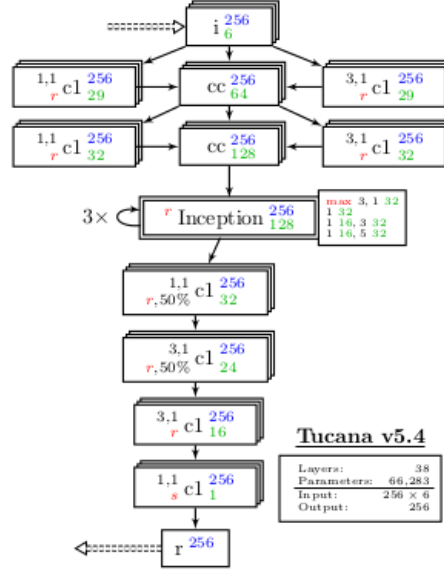 i 256 6
1,1 r cl 256 29
cc 256 64
3,1 r cl 256 29
1,1 r cl 256 32
cc 256 128
3,1 r cl 256 32
3× r Inception 256 128
max 3, 1 32
1 32
1 16, 3 32
1 16, 5 32
1,1 r,50% cl 256 32
3,1 r,50% cl 256 24
3,1 r cl 256 16
1,1 s cl 256 1
r 256
Tucana v5.4
Layers: 38
Parameters: 66,283
Input: 256 × 6
Output: 256